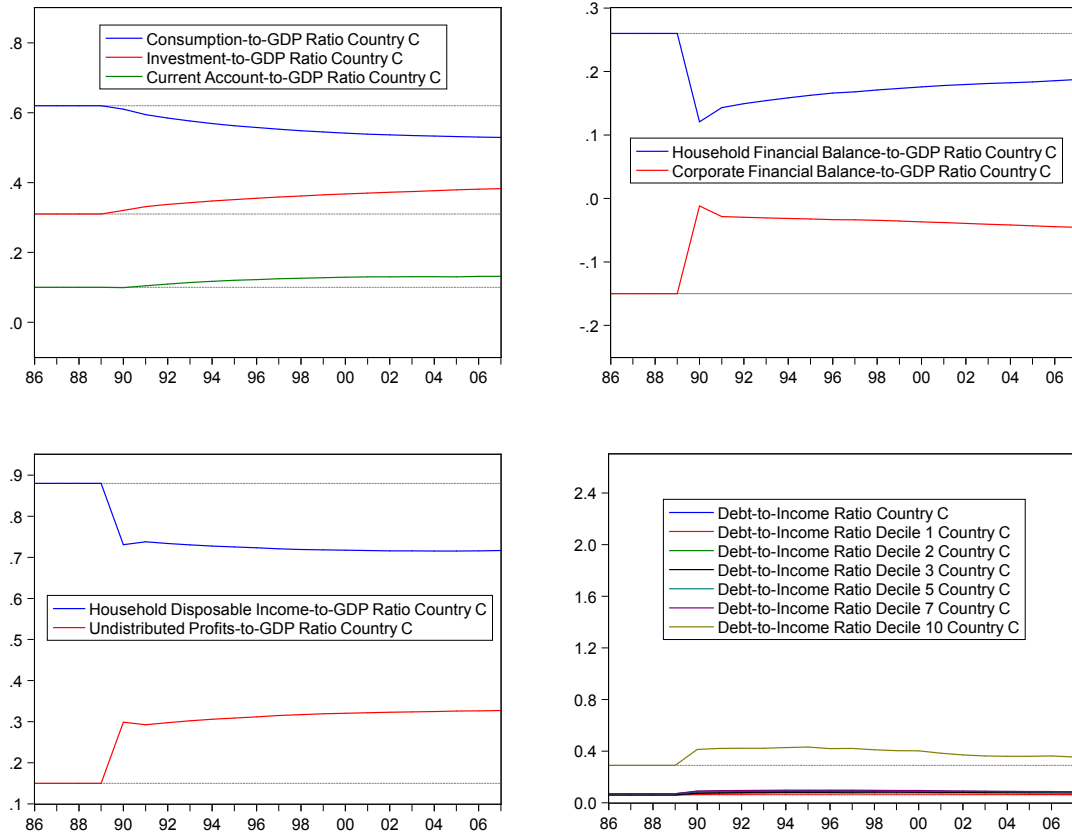 .8
.6
.4
.2
.0
Consumption-to-GDP Ratio Country C
Investment-to-GDP Ratio Country C
Current Account-to-GDP Ratio Country C
86 88 90 92 94 96 98 00 02 04 06
.3
.2
.1
.0
-.1
-.2
Household Financial Balance-to-GDP Ratio Country C
Corporate Financial Balance-to-GDP Ratio Country C
86 88 90 92 94 96 98 00 02 04 06
.9
.8
.7
.6
.5
.4
.3
.2
.1
Household Disposable Income-to-GDP Ratio Country C
Undistributed Profits-to-GDP Ratio Country C
86 88 90 92 94 96 98 00 02 04 06
2.4
2.0
1.6
1.2
0.8
0.4
0.0
Debt-to-Income Ratio Country C
Debt-to-Income Ratio Decile 1 Country C
Debt-to-Income Ratio Decile 2 Country C
Debt-to-Income Ratio Decile 3 Country C
Debt-to-Income Ratio Decile 5 Country C
Debt-to-Income Ratio Decile 7 Country C
Debt-to-Income Ratio Decile 10 Country C
86 88 90 92 94 96 98 00 02 04 06